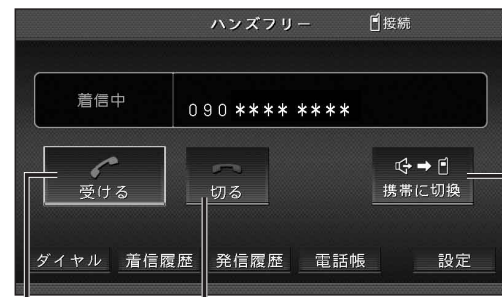 ハンズフリー 接続
着信中 090 **** ****
受ける 切る 携帯に切換
ダイヤル 着信履歴 発信履歴 電話帳 設定